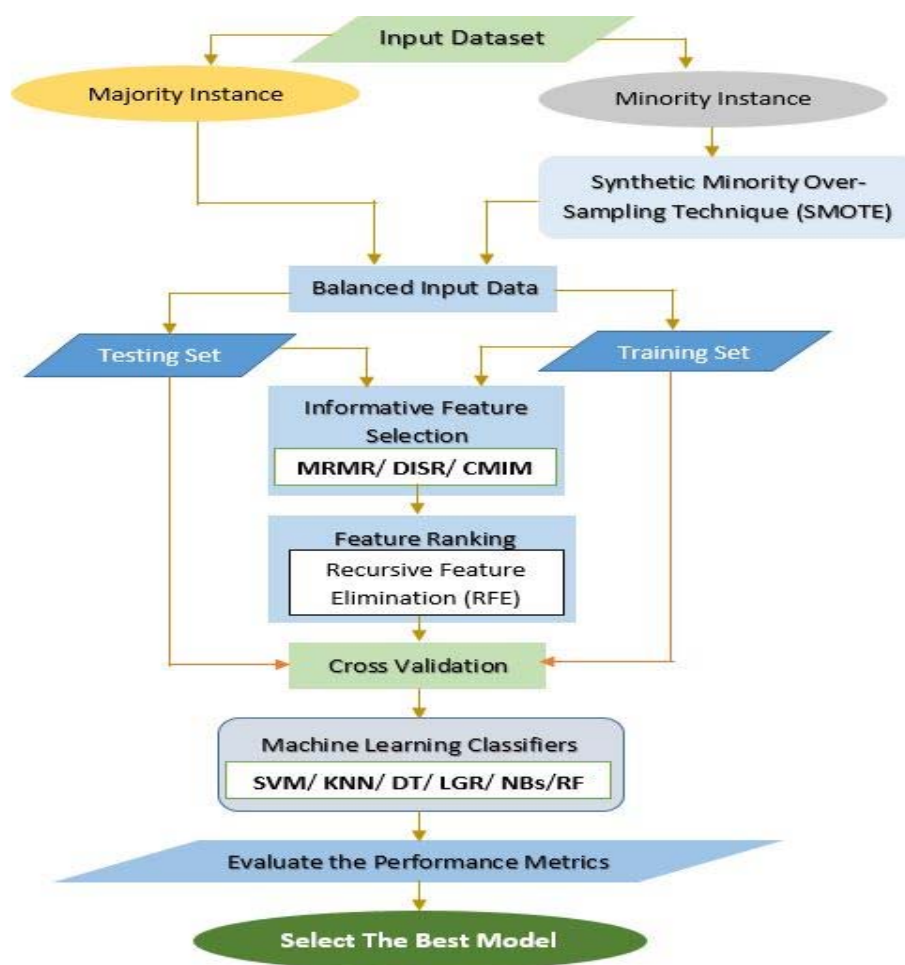 Input Dataset
Majority Instance
Minority Instance
Synthetic Minority Over-
Sampling Technique (SMOTE)
Balanced Input Data
Testing Set
Training Set
Informative Feature
Selection
MRMR/ DISR/ CMIM
Feature Ranking
Recursive Feature
Elimination (RFE)
Cross Validation
Machine Learning Classifiers
SVM/ KNN/ DT/ LGR/ NBs/RF
Evaluate the Performance Metrics
Select The Best Model